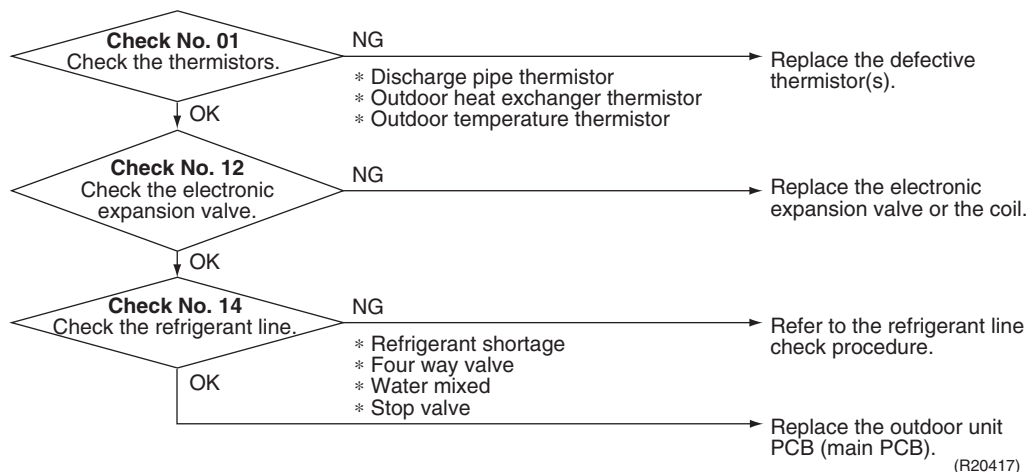 Check No. 01
Check the thermistors.
NG
∗ Discharge pipe thermistor
∗ Outdoor heat exchanger thermistor
∗ Outdoor temperature thermistor
Replace the defective
thermistor(s).
OK
Check No. 12
Check the electronic
expansion valve.
NG
Replace the electronic
expansion valve or the coil.
OK
Check No. 14
Check the refrigerant line.
NG
∗ Refrigerant shortage
∗ Four way valve
∗ Water mixed
∗ Stop valve
Refer to the refrigerant line
check procedure.
OK
Replace the outdoor unit
PCB (main PCB).
(R20417)